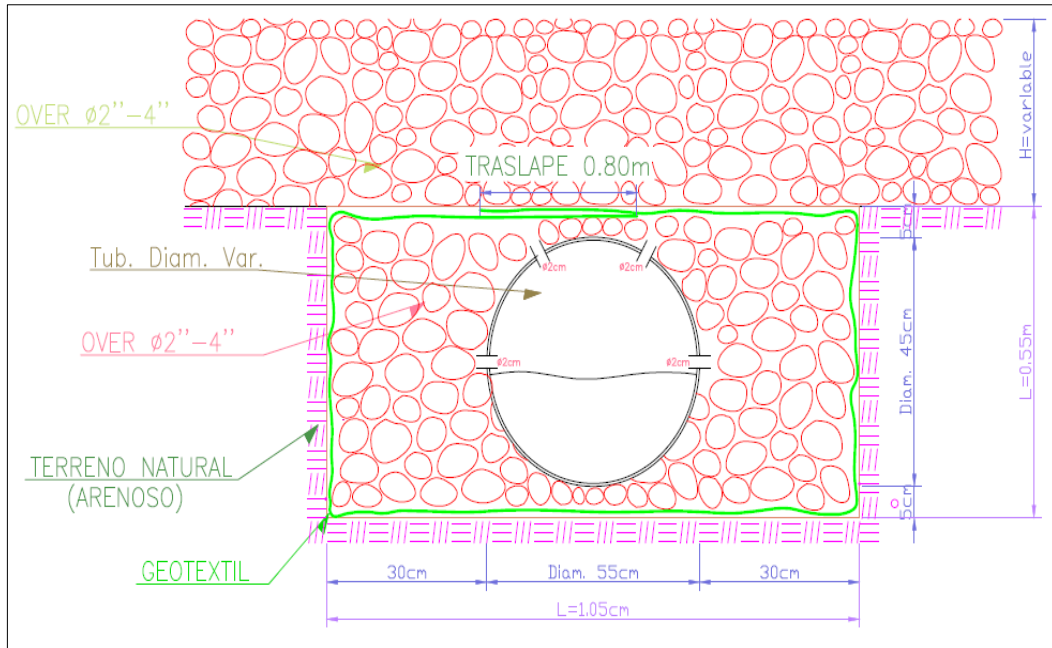 OVER ø2''-4''
TRASLAPE 0.80m
H=variable
5cm
Tub. Diam. Var.
ø2cm
ø2cm
OVER ø2''-4''
ø2cm
ø2cm
Diam. 45cm
L=0.55m
TERRENO NATURAL
(ARENOSO)
5cm
GEOTEXTIL
30cm
Diam. 55cm
30cm
L=1.05cm